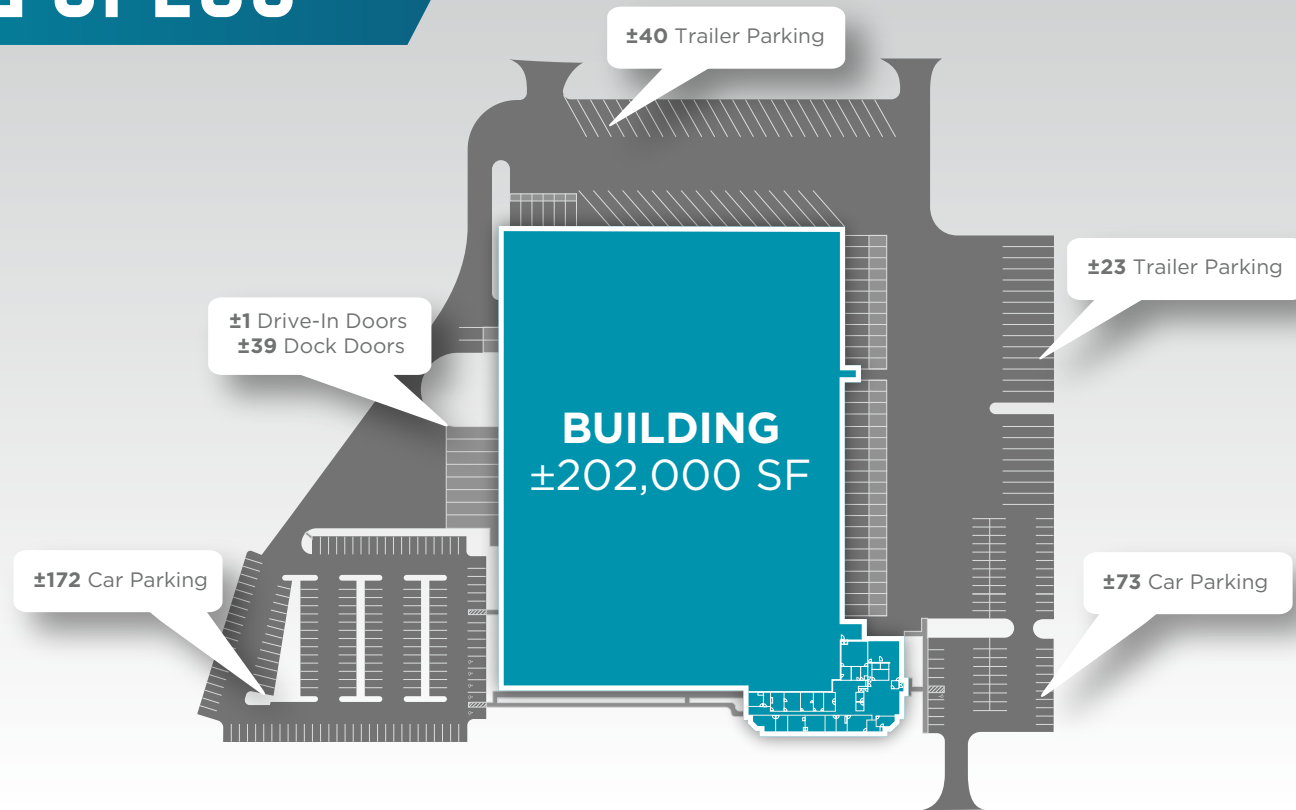 ±40 Trailer Parking
±23 Trailer Parking
±1 Drive-In Doors
±39 Dock Doors
BUILDING
±202,000 SF
±172 Car Parking
±73 Car Parking